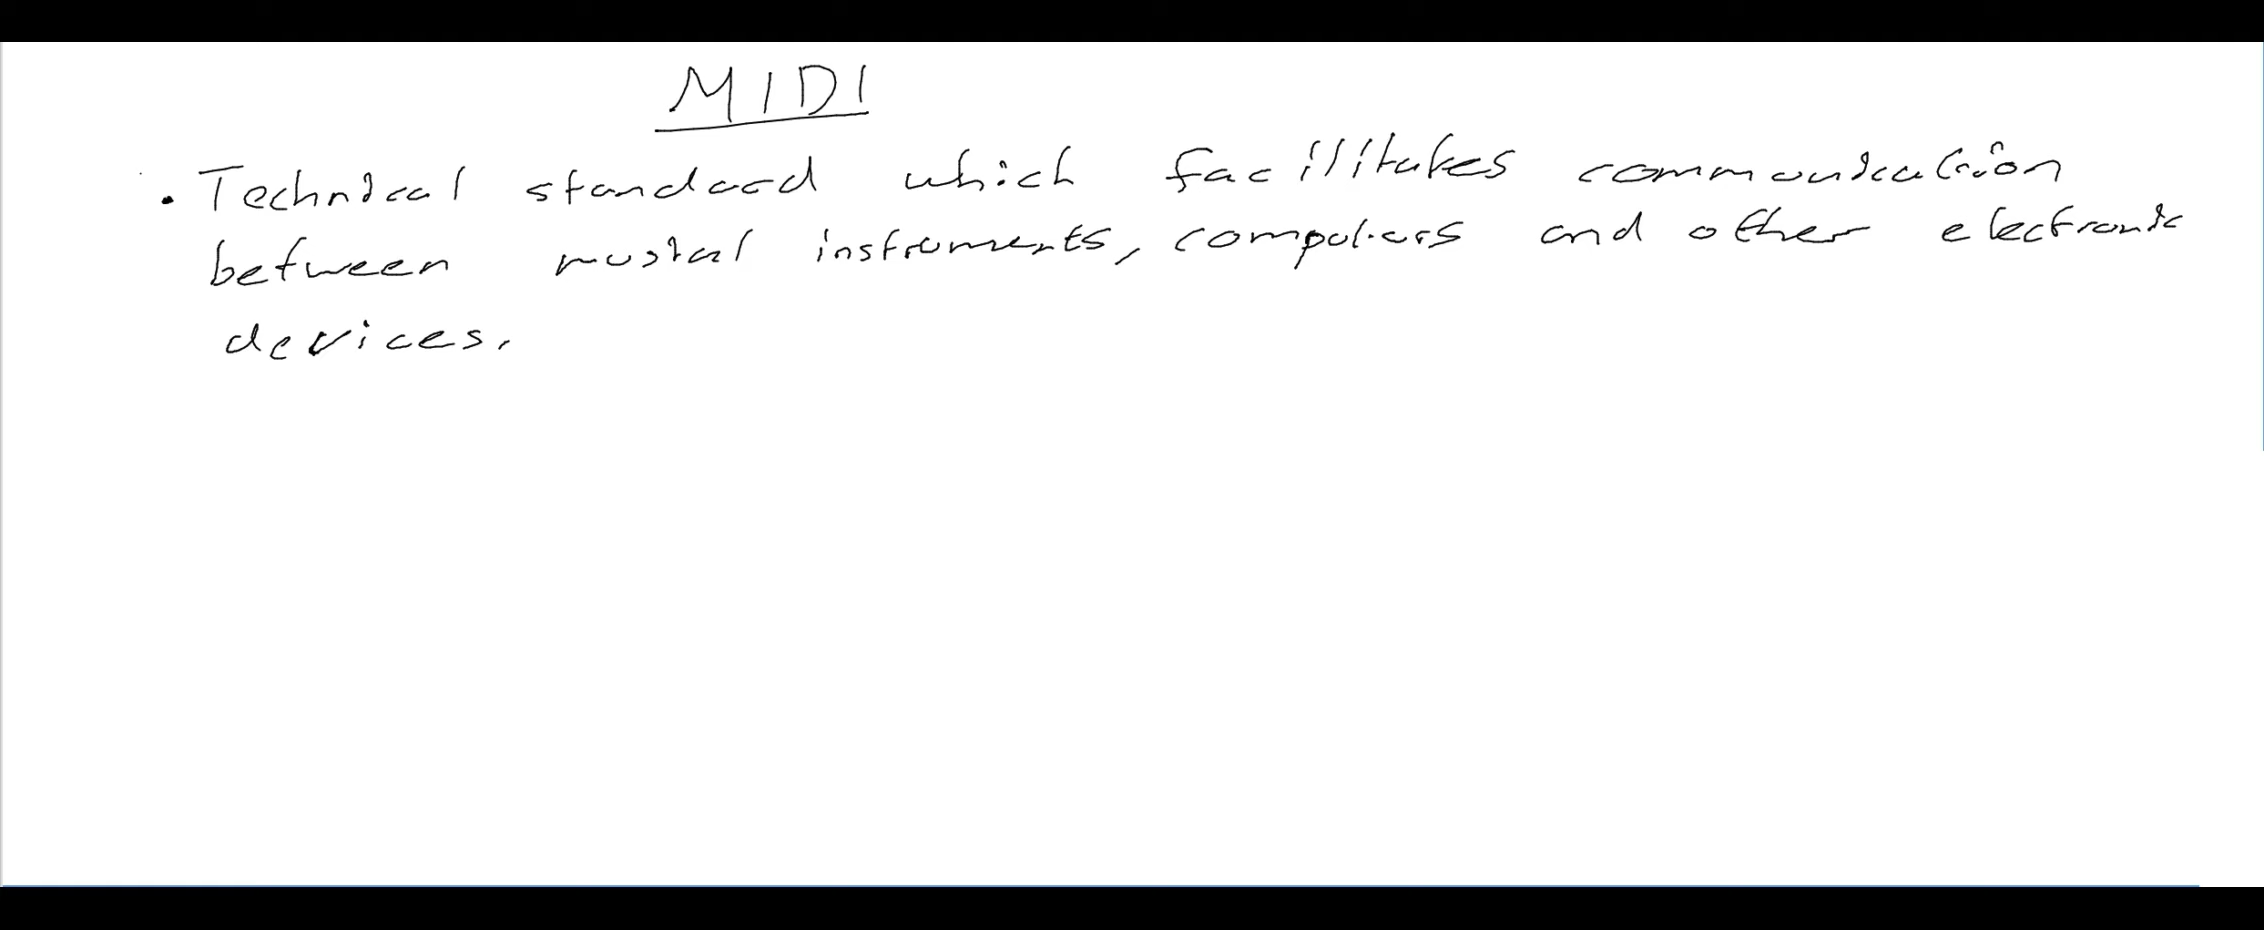 MIDI
• Technical standard which facilitates communication
between musical instruments, computers and other electronic
devices.